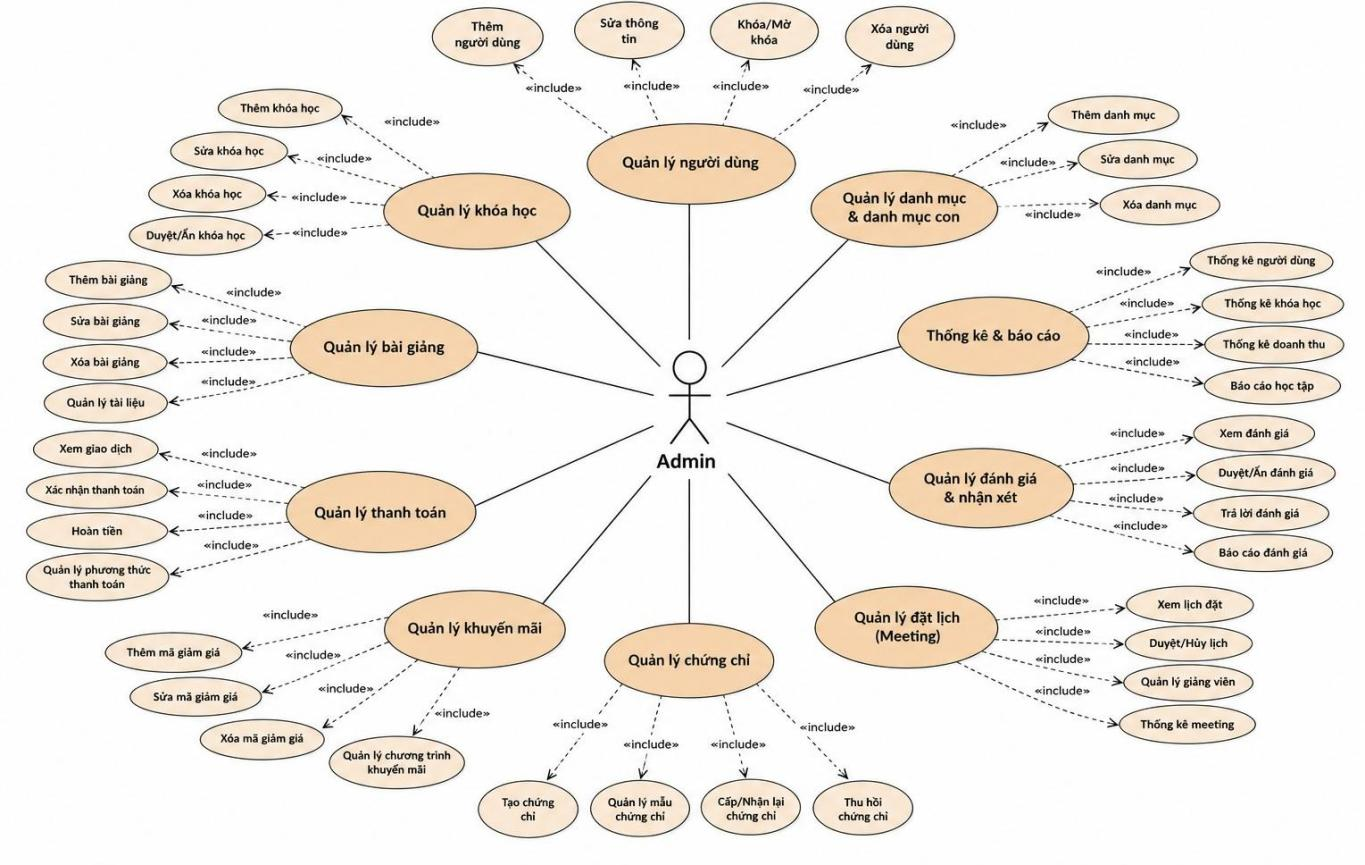 Thêm
người dùng
Sửa thông
tin
Khóa/Mở
khóa
Xóa người
dùng
«include»
«include»
«include»
«include»
Quản lý người dùng
Thêm khóa học
Sửa khóa học
Xóa khóa học
Duyệt/Ẩn khóa học
«include»
«include»
«include»
«include»
Quản lý khóa học
Thêm danh mục
Sửa danh mục
Xóa danh mục
«include»
«include»
«include»
Quản lý danh mục
& danh mục con
Thêm bài giảng
Sửa bài giảng
Xóa bài giảng
Quản lý tài liệu
«include»
«include»
«include»
«include»
Quản lý bài giảng
Thống kê người dùng
Thống kê khóa học
Thống kê doanh thu
Báo cáo học tập
«include»
«include»
«include»
«include»
Thống kê & báo cáo
Admin
Xem giao dịch
Xác nhận thanh toán
Hoàn tiền
Quản lý phương thức
thanh toán
«include»
«include»
«include»
«include»
Quản lý thanh toán
Xem đánh giá
Duyệt/Ẩn đánh giá
Trả lời đánh giá
Báo cáo đánh giá
«include»
«include»
«include»
«include»
Quản lý đánh giá
& nhận xét
Thêm mã giảm giá
Sửa mã giảm giá
Xóa mã giảm giá
Quản lý chương trình
khuyến mãi
«include»
«include»
«include»
«include»
Quản lý khuyến mãi
Xem lịch đặt
Duyệt/Hủy lịch
Quản lý giảng viên
Thống kê meeting
«include»
«include»
«include»
«include»
Quản lý đặt lịch
(Meeting)
Quản lý chứng chỉ
«include»
«include»
«include»
«include»
Tạo chứng
chỉ
Quản lý mẫu
chứng chỉ
Cấp/Nhận lại
chứng chỉ
Thu hồi
chứng chỉ